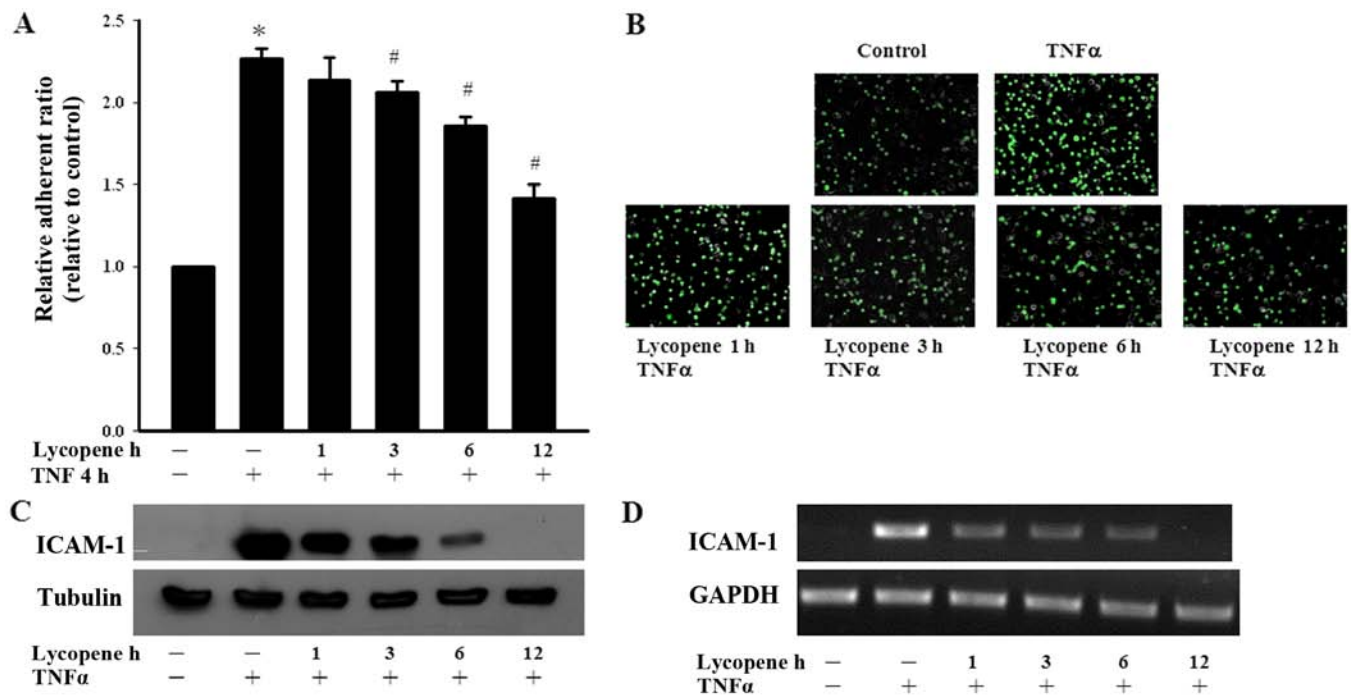 A
2.5
2.0
1.5
1.0
0.5
0.0
Relative adherent ratio
(relative to control)
*
#
#
#
Lycopene h − − 1 3 6 12
TNF 4 h − + + + + +
B
Control TNFα
Lycopene 1 h Lycopene 3 h Lycopene 6 h Lycopene 12 h
TNFα TNFα TNFα TNFα
C
ICAM-1
Tubulin
Lycopene h − − 1 3 6 12
TNFα − + + + + +
D
ICAM-1
GAPDH
Lycopene h − − 1 3 6 12
TNFα − + + + + +